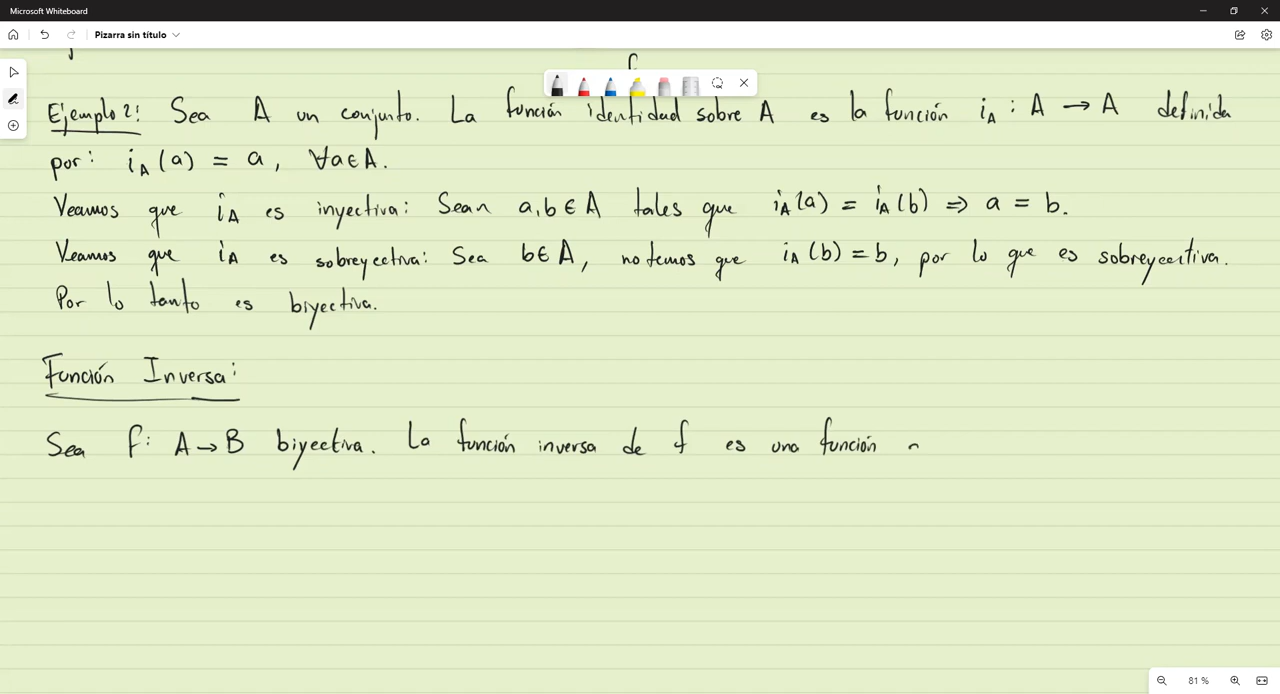 Microsoft Whiteboard
Pizarra sin título
Ejemplo 2: Sea A un conjunto. La función identidad sobre A es la función i_A : A → A definida
por: i_A(a) = a, ∀a∈A.
Veamos que i_A es inyectiva: Sean a,b ∈ A tales que i_A(a) = i_A(b) ⇒ a = b.
Veamos que i_A es sobreyectiva: Sea b∈A, notemos que i_A(b) = b, por lo que es sobreyectiva.
Por lo tanto es biyectiva.
Función Inversa:
Sea f: A → B biyectiva. La función inversa de f es una función
81 %